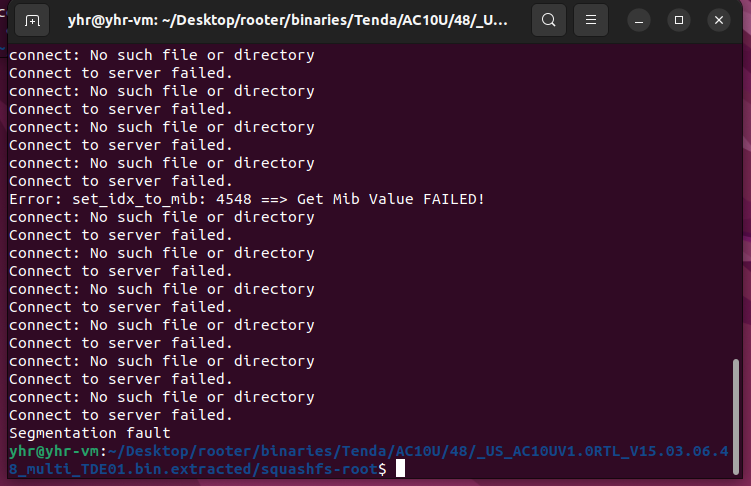 yhr@yhr-vm: ~/Desktop/rooter/binaries/Tenda/AC10U/48/_US_...
connect: No such file or directory
Connect to server failed.
connect: No such file or directory
Connect to server failed.
connect: No such file or directory
Connect to server failed.
connect: No such file or directory
Connect to server failed.
Error: set_idx_to_mib: 4548 ==> Get Mib Value FAILED!
connect: No such file or directory
Connect to server failed.
connect: No such file or directory
Connect to server failed.
connect: No such file or directory
Connect to server failed.
connect: No such file or directory
Connect to server failed.
connect: No such file or directory
Connect to server failed.
connect: No such file or directory
Connect to server failed.
Segmentation fault
yhr@yhr-vm:~/Desktop/rooter/binaries/Tenda/AC10U/48/_US_AC10UV1.0RTL_V15.03.06.4
8_multi_TDE01.bin.extracted/squashfs-root$